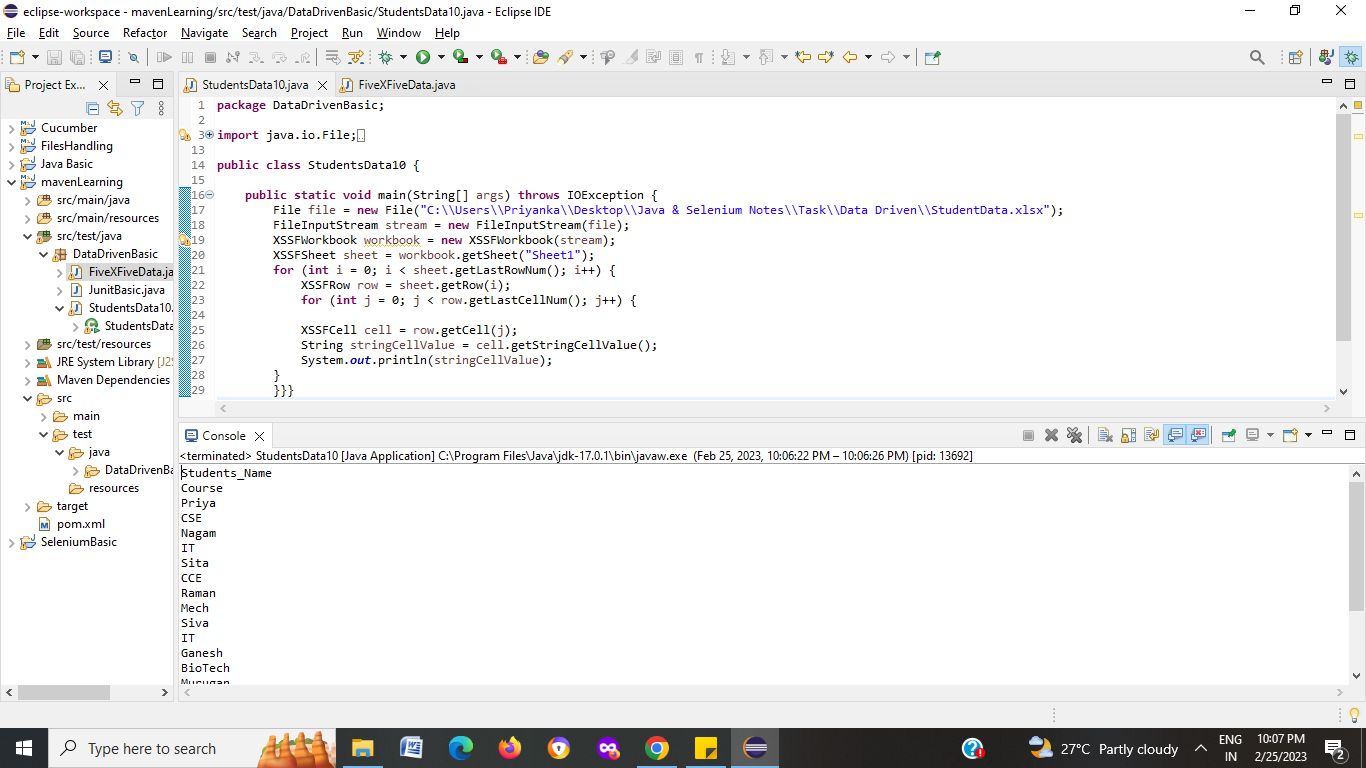 eclipse-workspace - mavenLearning/src/test/java/DataDrivenBasic/StudentsData10.java - Eclipse IDE
File Edit Source Refactor Navigate Search Project Run Window Help
Project Ex...
Cucumber
FilesHandling
Java Basic
mavenLearning
src/main/java
src/main/resources
src/test/java
DataDrivenBasic
FiveXFiveData.ja
JunitBasic.java
StudentsData10.
StudentsData
src/test/resources
JRE System Library [J2S
Maven Dependencies
src
main
test
java
DataDrivenBa
resources
target
pom.xml
SeleniumBasic
StudentsData10.java FiveXFiveData.java
1 package DataDrivenBasic;
2
3 import java.io.File;
13
14 public class StudentsData10 {
15
16 public static void main(String[] args) throws IOException {
17 File file = new File("C:\\Users\\Priyanka\\Desktop\\Java & Selenium Notes\\Task\\Data Driven\\StudentData.xlsx");
18 FileInputStream stream = new FileInputStream(file);
19 XSSFWorkbook workbook = new XSSFWorkbook(stream);
20 XSSFSheet sheet = workbook.getSheet("Sheet1");
21 for (int i = 0; i < sheet.getLastRowNum(); i++) {
22 XSSFRow row = sheet.getRow(i);
23 for (int j = 0; j < row.getLastCellNum(); j++) {
24
25 XSSFCell cell = row.getCell(j);
26 String stringCellValue = cell.getStringCellValue();
27 System.out.println(stringCellValue);
28 }
29 }}}
Console
<terminated> StudentsData10 [Java Application] C:\Program Files\Java\jdk-17.0.1\bin\javaw.exe (Feb 25, 2023, 10:06:22 PM – 10:06:26 PM) [pid: 13692]
Students_Name
Course
Priya
CSE
Nagam
IT
Sita
CCE
Raman
Mech
Siva
IT
Ganesh
BioTech
Murugan
Type here to search
27°C Partly cloudy
ENG
IN
10:07 PM
2/25/2023
2